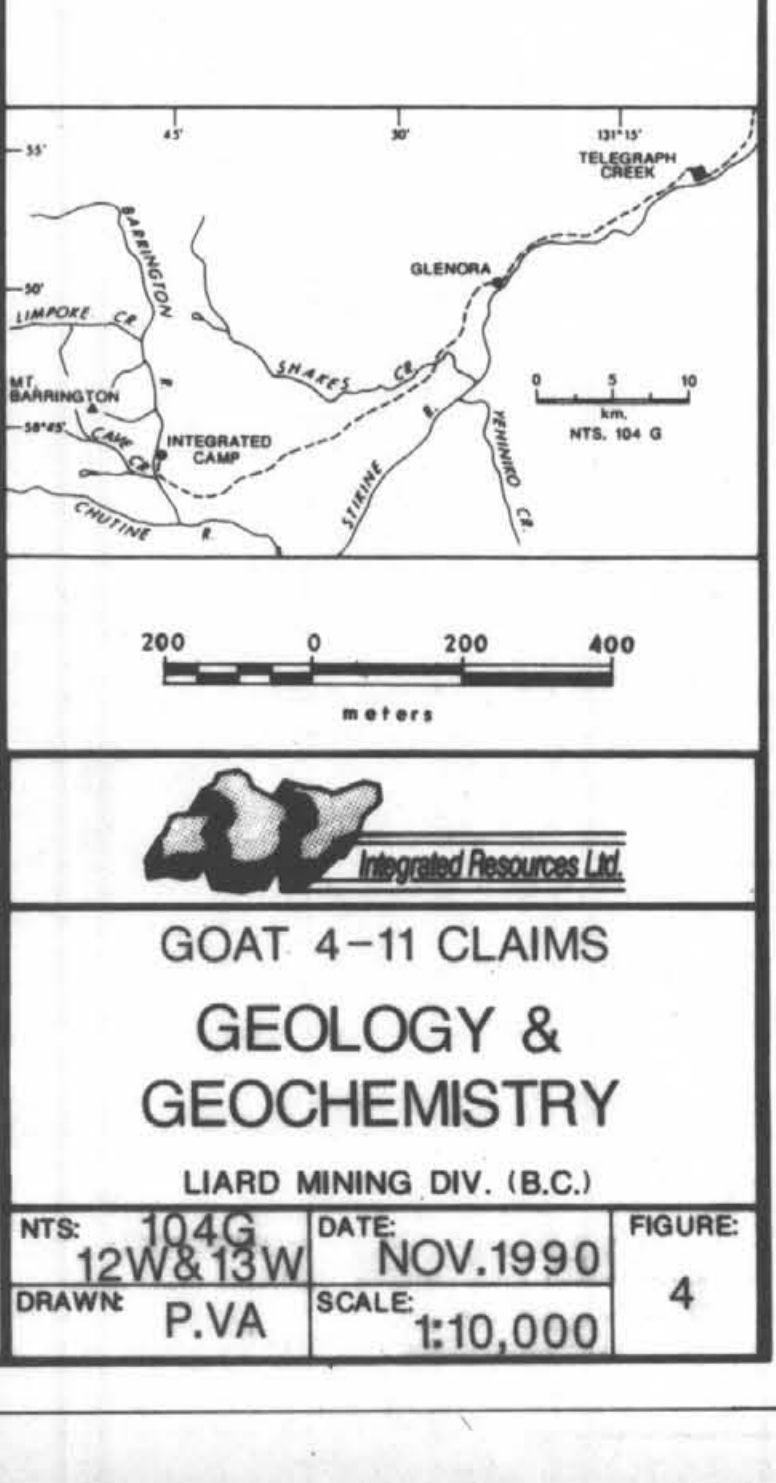 45' 30' 131°15'
55'
TELEGRAPH
CREEK
BARRINGTON
R.
GLENORA
50'
LIMPOKE CR.
SHAKES CR.
MT.
BARRINGTON
0 5 10
km.
NTS. 104 G
58°45'
CAVE CR.
INTEGRATED
CAMP
STIKINE R.
YEHINIKO CR.
CHUTINE R.
200 0 200 400
meters
Integrated Resources Ltd.
GOAT 4-11 CLAIMS
GEOLOGY &
GEOCHEMISTRY
LIARD MINING DIV. (B.C.)
NTS: 104G
12W&13W
DATE:
NOV.1990
FIGURE:
4
DRAWN:
P.VA
SCALE:
1:10,000